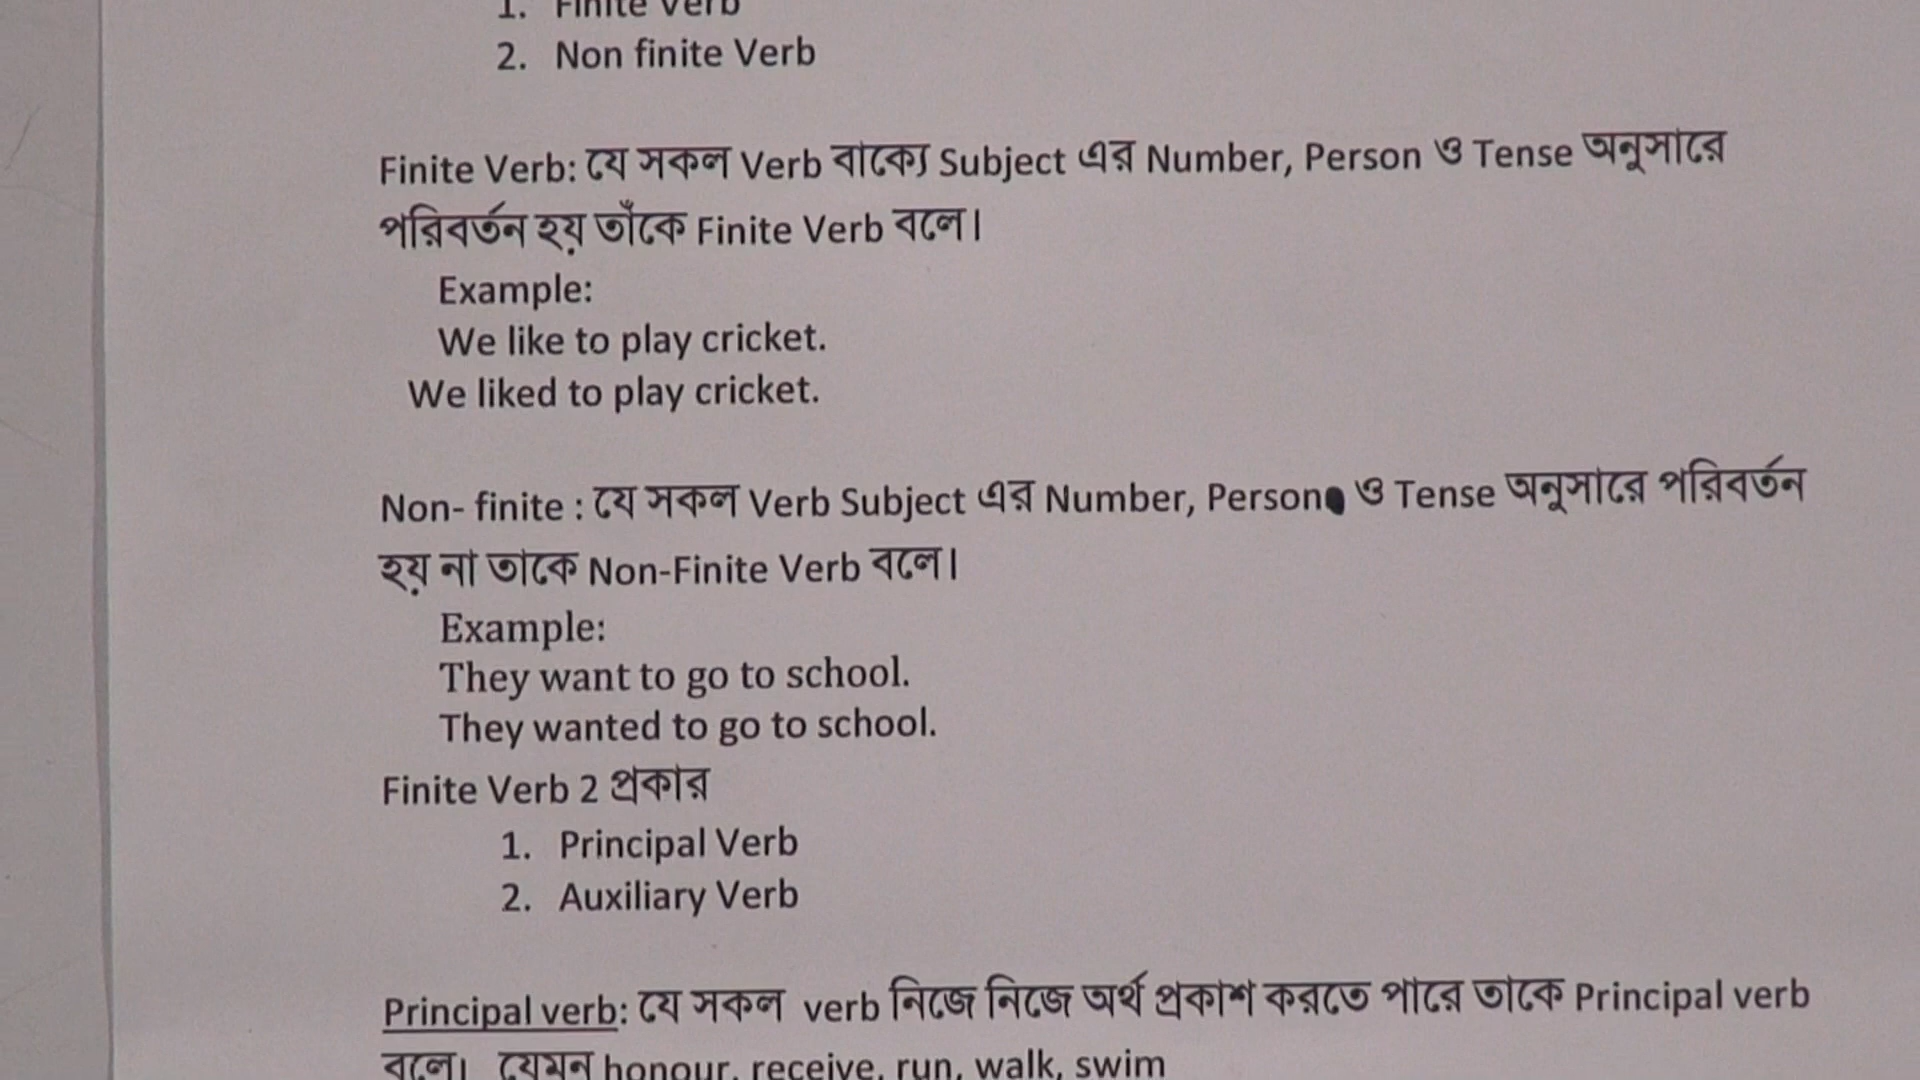 1. Finite Verb
2. Non finite Verb
Finite Verb: যে সকল Verb বাক্যে Subject এর Number, Person ও Tense অনুসারে
পরিবর্তন হয় তাঁকে Finite Verb বলে।
Example:
We like to play cricket.
We liked to play cricket.
Non- finite : যে সকল Verb Subject এর Number, Person ও Tense অনুসারে পরিবর্তন
হয় না তাকে Non-Finite Verb বলে।
Example:
They want to go to school.
They wanted to go to school.
Finite Verb 2 প্রকার
1. Principal Verb
2. Auxiliary Verb
Principal verb: যে সকল verb নিজে নিজে অর্থ প্রকাশ করতে পারে তাকে Principal verb
বলে। যেমন honour, receive, run, walk, swim